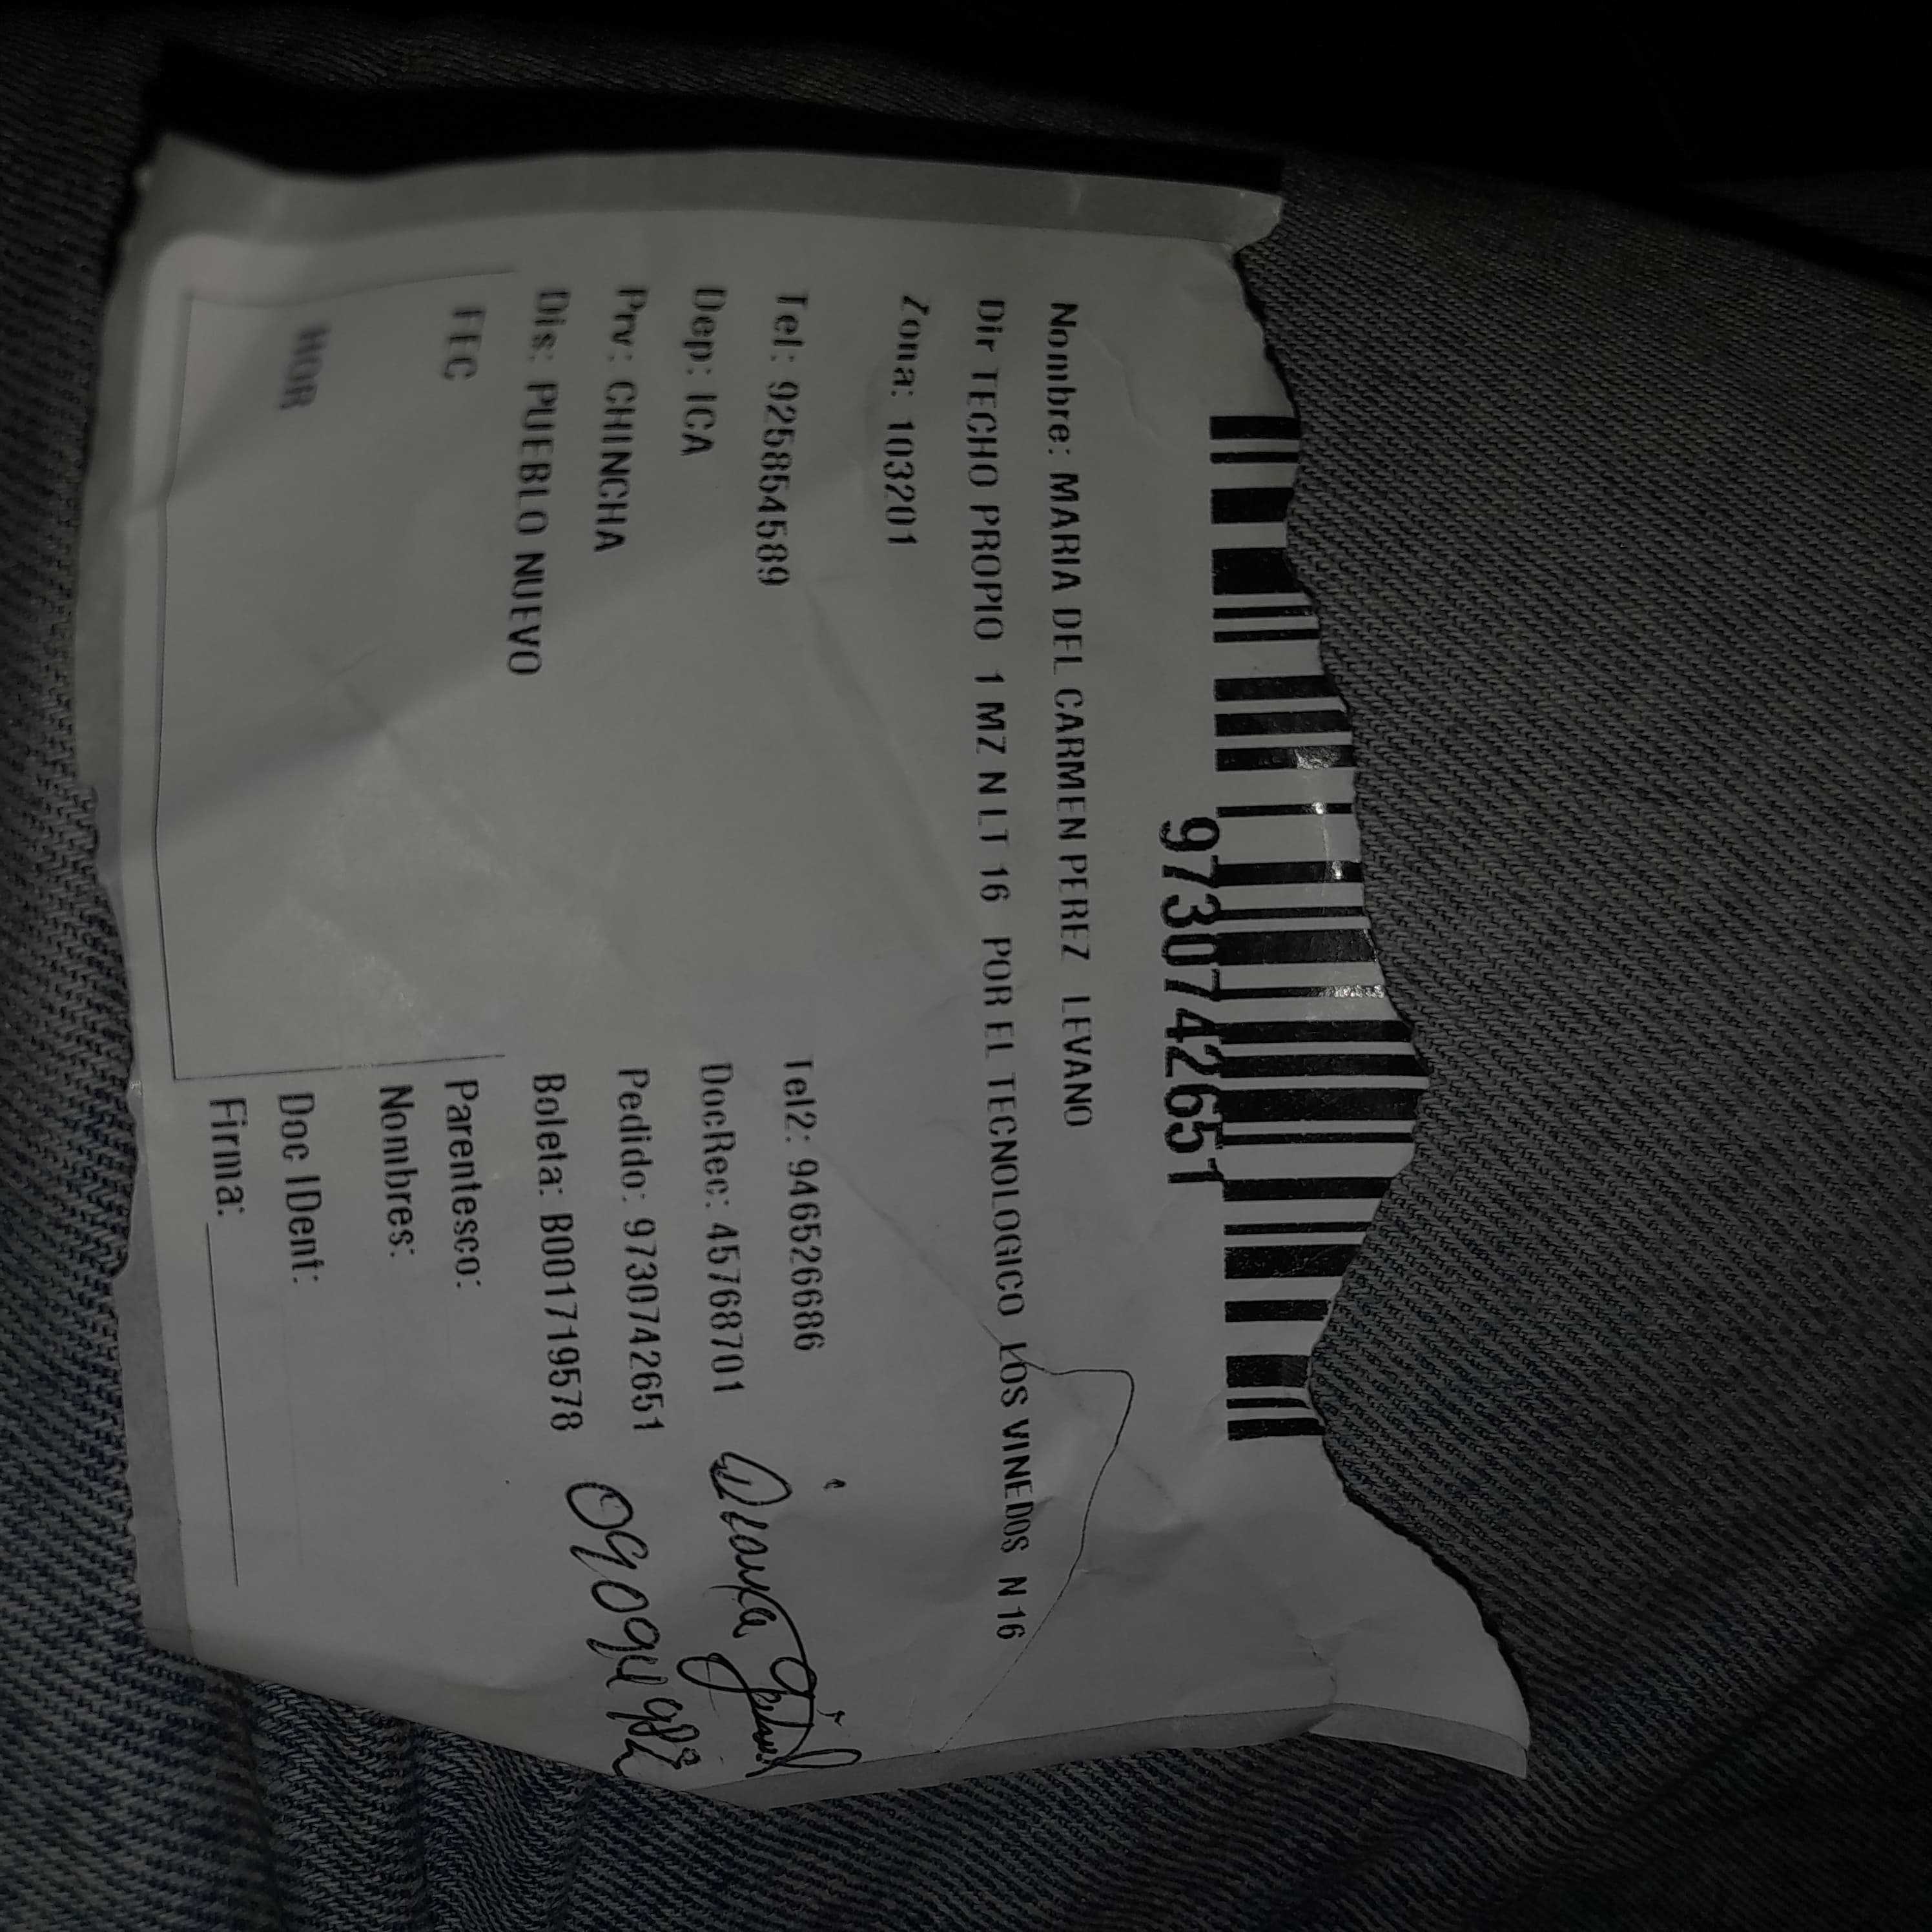 9730742651
Nombre: MARIA DEL CARMEN PEREZ LEVANO
Dir TECHO PROPIO 1 MZ N LT 16 POR EL TECNOLOGICO LOS VINEDOS N 16
Zona: 103201
Tel: 925854589 Tel2: 946526686
Dep: ICA DocRec: 45768701
Prv: CHINCHA Pedido: 9730742651
Dis: PUEBLO NUEVO Boleta: B001719578
FEC Parentesco:
Nombres:
HOR Doc IDent:
Firma: